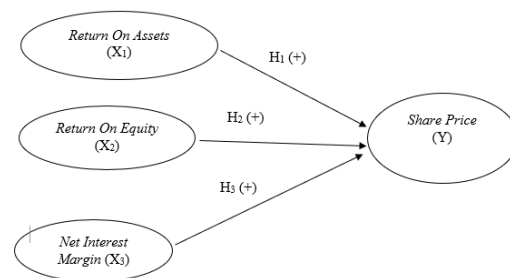 Return On Assets
(X₁)
H₁ (+)
Return On Equity
(X₂)
H₂ (+)
Share Price
(Y)
H₃ (+)
Net Interest
Margin (X₃)